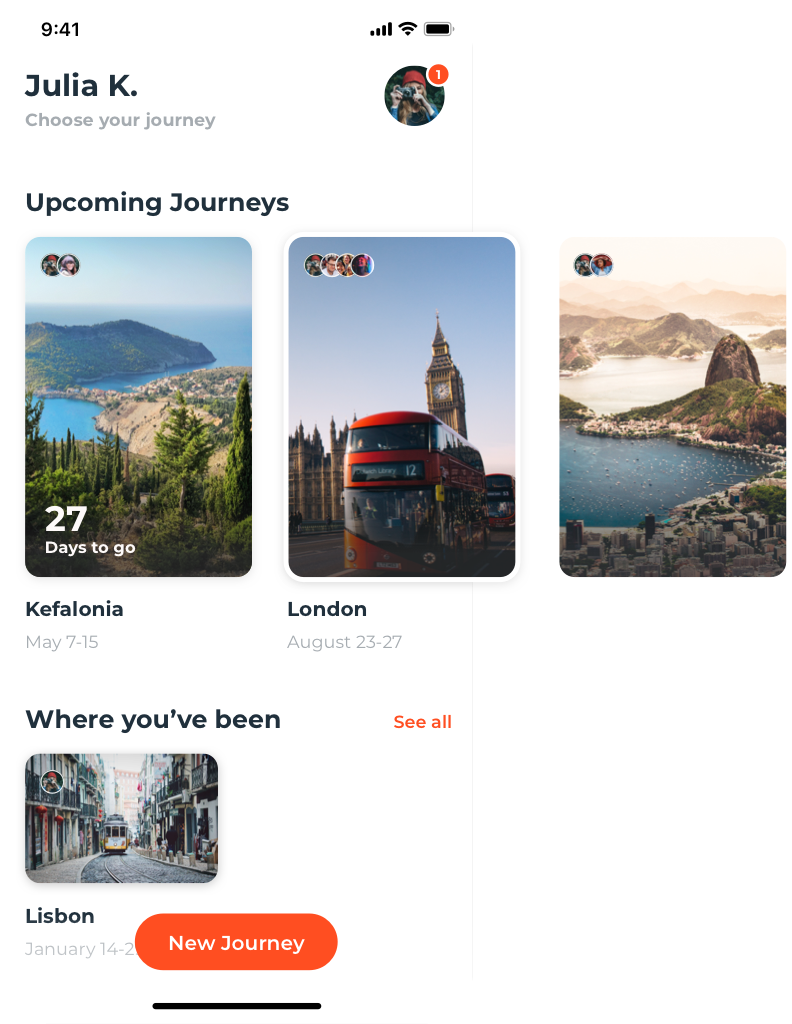 9:41
Julia K.
1
Choose your journey
Upcoming Journeys
12
27
Days to go
Kefalonia
London
May 7-15
August 23-27
Where you’ve been
See all
Lisbon
January 14-2
New Journey